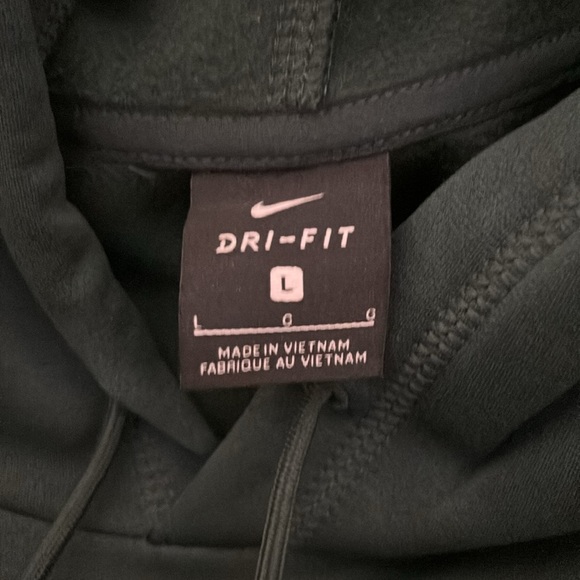 DRI-FIT
L
L G G
MADE IN VIETNAM
FABRIQUE AU VIETNAM